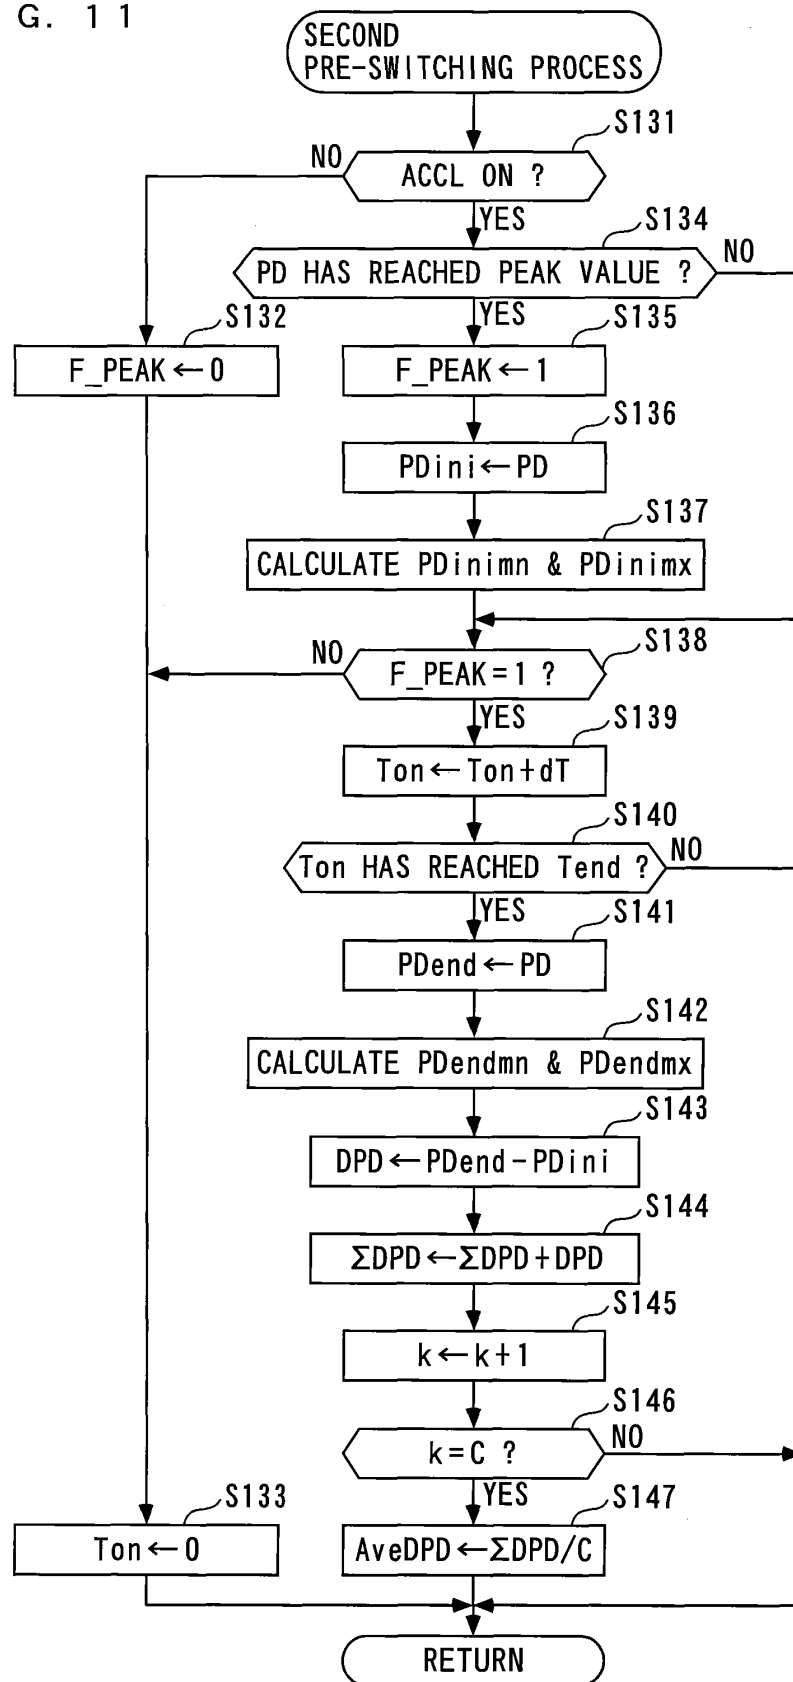 G. 11
SECOND
PRE-SWITCHING PROCESS
S131
NO
ACCL ON ?
YES
S134
NO
PD HAS REACHED PEAK VALUE ?
YES
S132
S135
F_PEAK←0
F_PEAK←1
S136
PDini←PD
S137
CALCULATE PDinimn & PDinimx
S138
NO
F_PEAK=1 ?
YES
S139
Ton←Ton+dT
S140
NO
Ton HAS REACHED Tend ?
YES
S141
PDend←PD
S142
CALCULATE PDendmn & PDendmx
S143
DPD←PDend-PDini
S144
ΣDPD←ΣDPD+DPD
S145
k←k+1
S146
NO
k=C ?
YES
S133
S147
Ton←0
AveDPD←ΣDPD/C
RETURN